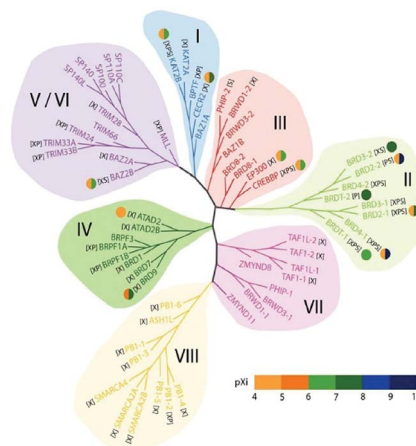 I
[XPS] KAT2B
[X] KAT2A
BPTF [XP]
CECR2 [X]
BAZ1A
III
PHIP-2 [S]
BRWD1-2 [X]
BRWD3-2
BAZ1B
BRD8-2
BRD8-1
EP300 [X]
CREBBP [XPS]
II
BRD3-2 [XS]
BRD2-2 [PS]
BRD4-2 [XPS]
BRDT-2 [P]
BRD3-1 [XPS]
BRD2-1 [XPS]
BRD4-1 [XPS]
BRDT-1 [XPS]
VII
TAF1L-2 [X]
TAF1-2 [X]
TAF1L-1
TAF1-1
ZMYND8
PHIP-1
BRWD3-1
BRWD1-1
ZMYND11
VIII
[X] PB1-6
ASH1L
[X] PB1-1
[X] PB1-3
[X] SMARCA4
SMARCA2A
SMARCA2B
PB1-5 [X]
PB1-2 [XP]
PB1-4 [X]
IV
[X] ATAD2
ATAD2B
BRPF3
[XP] BRPF1A
[X] BRD1
[XP] BRPF1B
BRD7
[X] BRD9
V / VI
SP140L
SP140
SP100
SP110A
SP110C
[X] TRIM28
TRIM66
[XP] TRIM24
[XP] TRIM33A
TRIM33B
[XP] MLL
[X] BAZ2A
[XS] BAZ2B
pXi
4 5 6 7 8 9